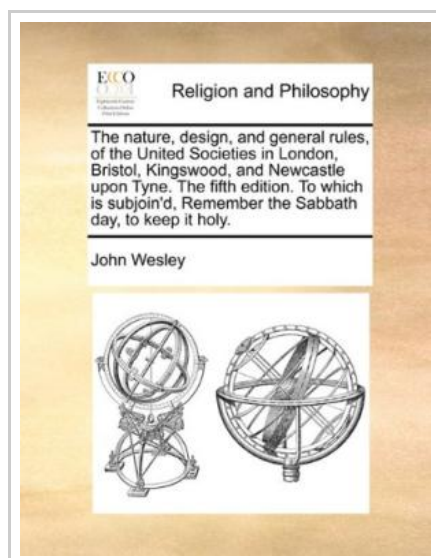 ECCO
Religion and Philosophy
The nature, design, and general rules,
of the United Societies in London,
Bristol, Kingswood, and Newcastle
upon Tyne. The fifth edition. To which
is subjoin'd, Remember the Sabbath
day, to keep it holy.
John Wesley